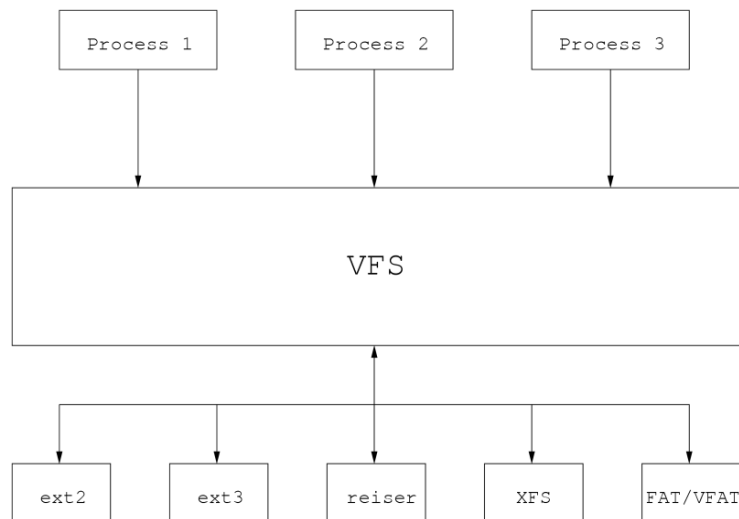 Process 1
Process 2
Process 3
VFS
ext2
ext3
reiser
XFS
FAT/VFAT